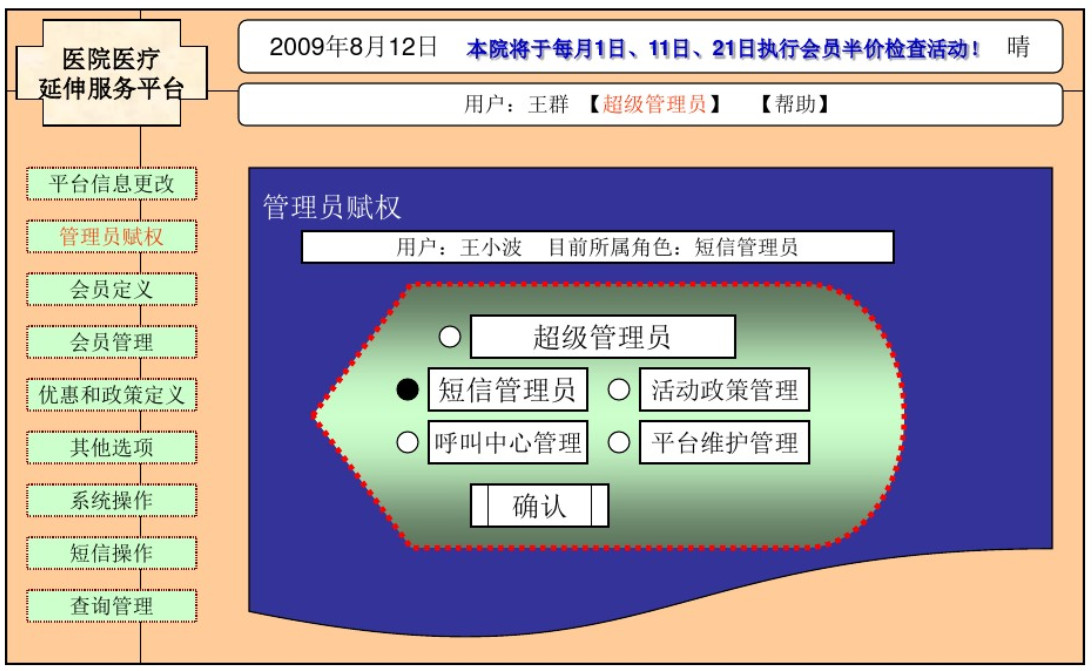 医院医疗
延伸服务平台
2009年8月12日 本院将于每月1日、11日、21日执行会员半价检查活动！ 晴
用户：王群 【超级管理员】 【帮助】
平台信息更改
管理员赋权
会员定义
会员管理
优惠和政策定义
其他选项
系统操作
短信操作
查询管理
管理员赋权
用户：王小波 目前所属角色：短信管理员
超级管理员
短信管理员 活动政策管理
呼叫中心管理 平台维护管理
确认